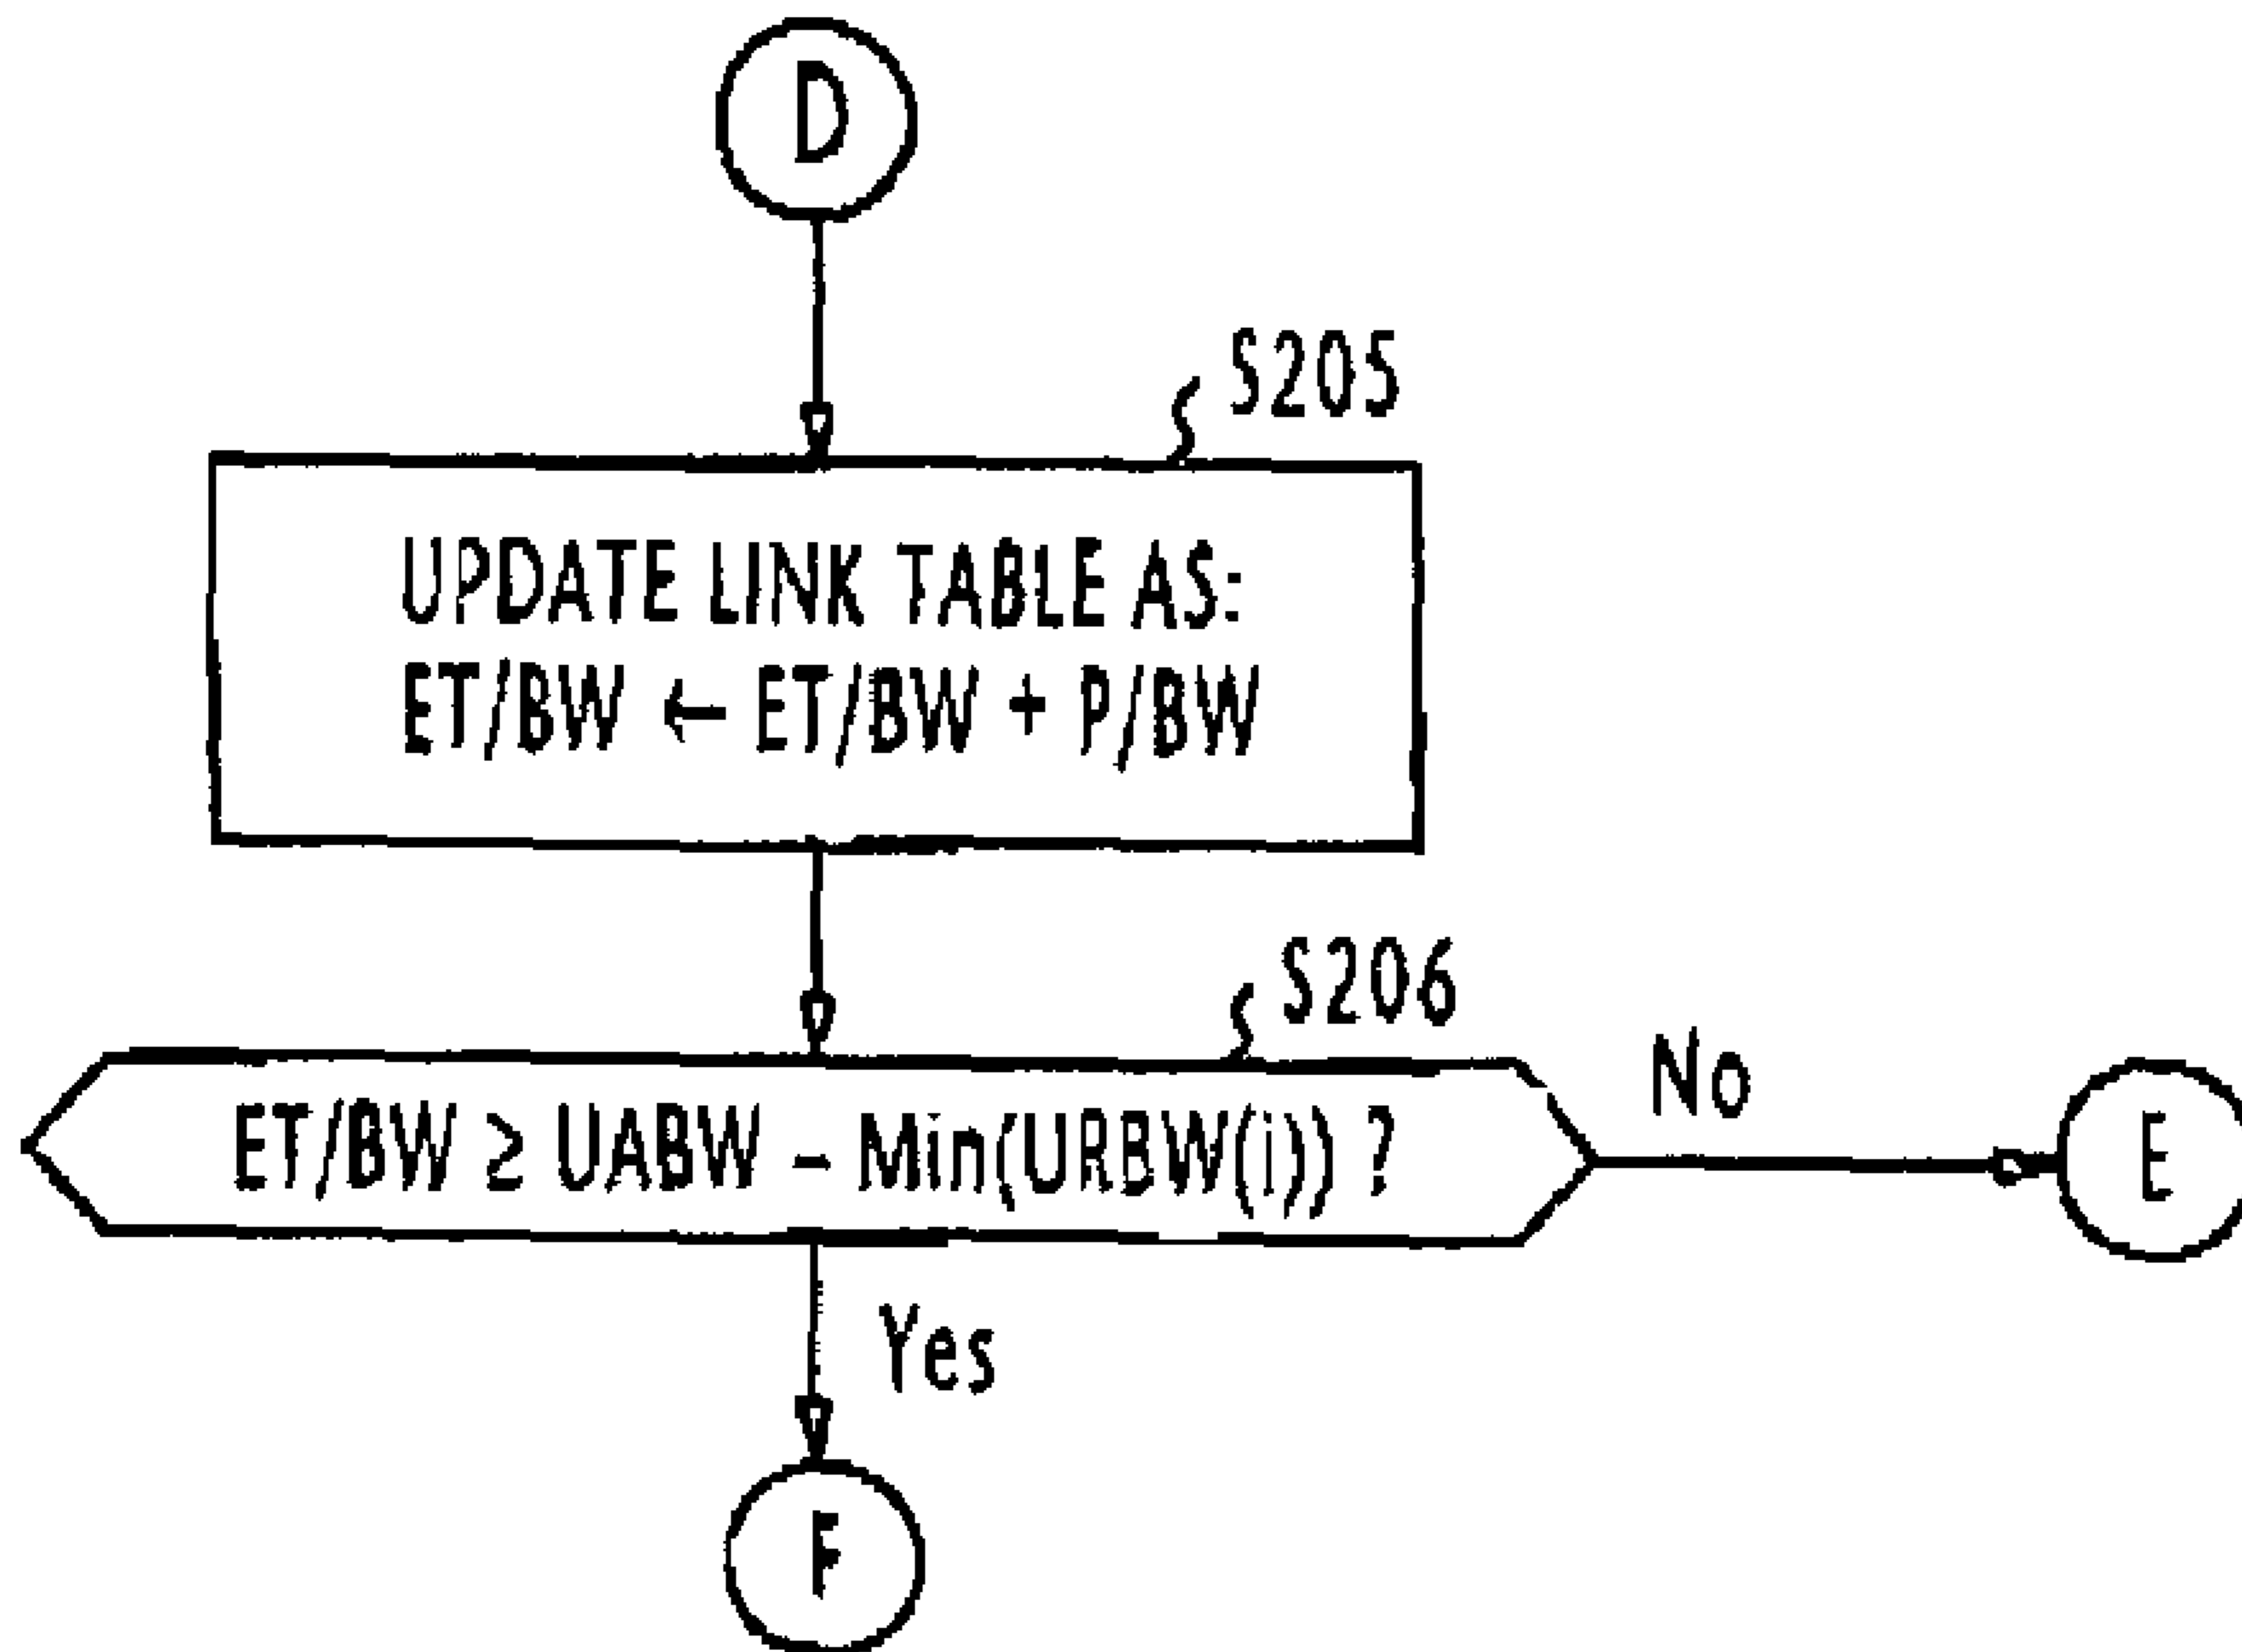 D
S205
UPDATE LINK TABLE AS:
ET/BW ← ET/BW + P/BW
S206
ET/BW ≥ UABW - Min(URBW(i)) ?
No
E
Yes
F